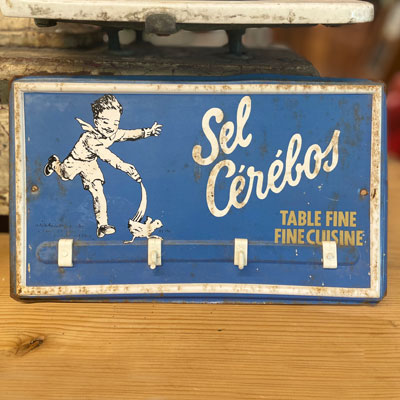 Sel
Cérébos
TABLE FINE
FINE CUISINE